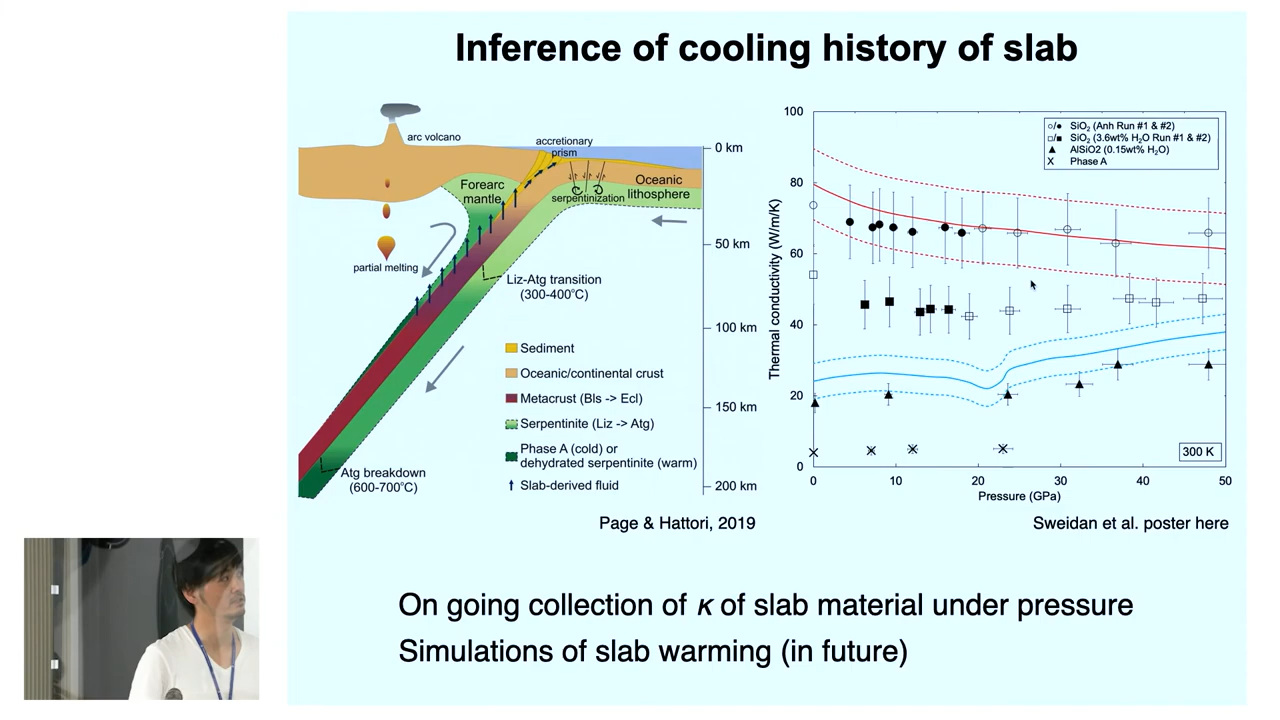 Inference of cooling history of slab
arc volcano
accretionary
prism
0 km
Forearc
mantle
serpentinization
Oceanic
lithosphere
partial melting
50 km
Liz-Atg transition
(300-400°C)
100 km
Sediment
Oceanic/continental crust
Metacrust (Bls -> Ecl)
150 km
Serpentinite (Liz -> Atg)
Phase A (cold) or
dehydrated serpentinite (warm)
Atg breakdown
(600-700°C)
Slab-derived fluid
200 km
Page & Hattori, 2019
Thermal conductivity (W/m/K)
100
80
60
40
20
0
SiO₂ (Anh Run #1 & #2)
SiO₂ (3.6wt% H₂O Run #1 & #2)
AlSiO2 (0.15wt% H₂O)
Phase A
300 K
0 10 20 30 40 50
Pressure (GPa)
Sweidan et al. poster here
On going collection of κ of slab material under pressure
Simulations of slab warming (in future)